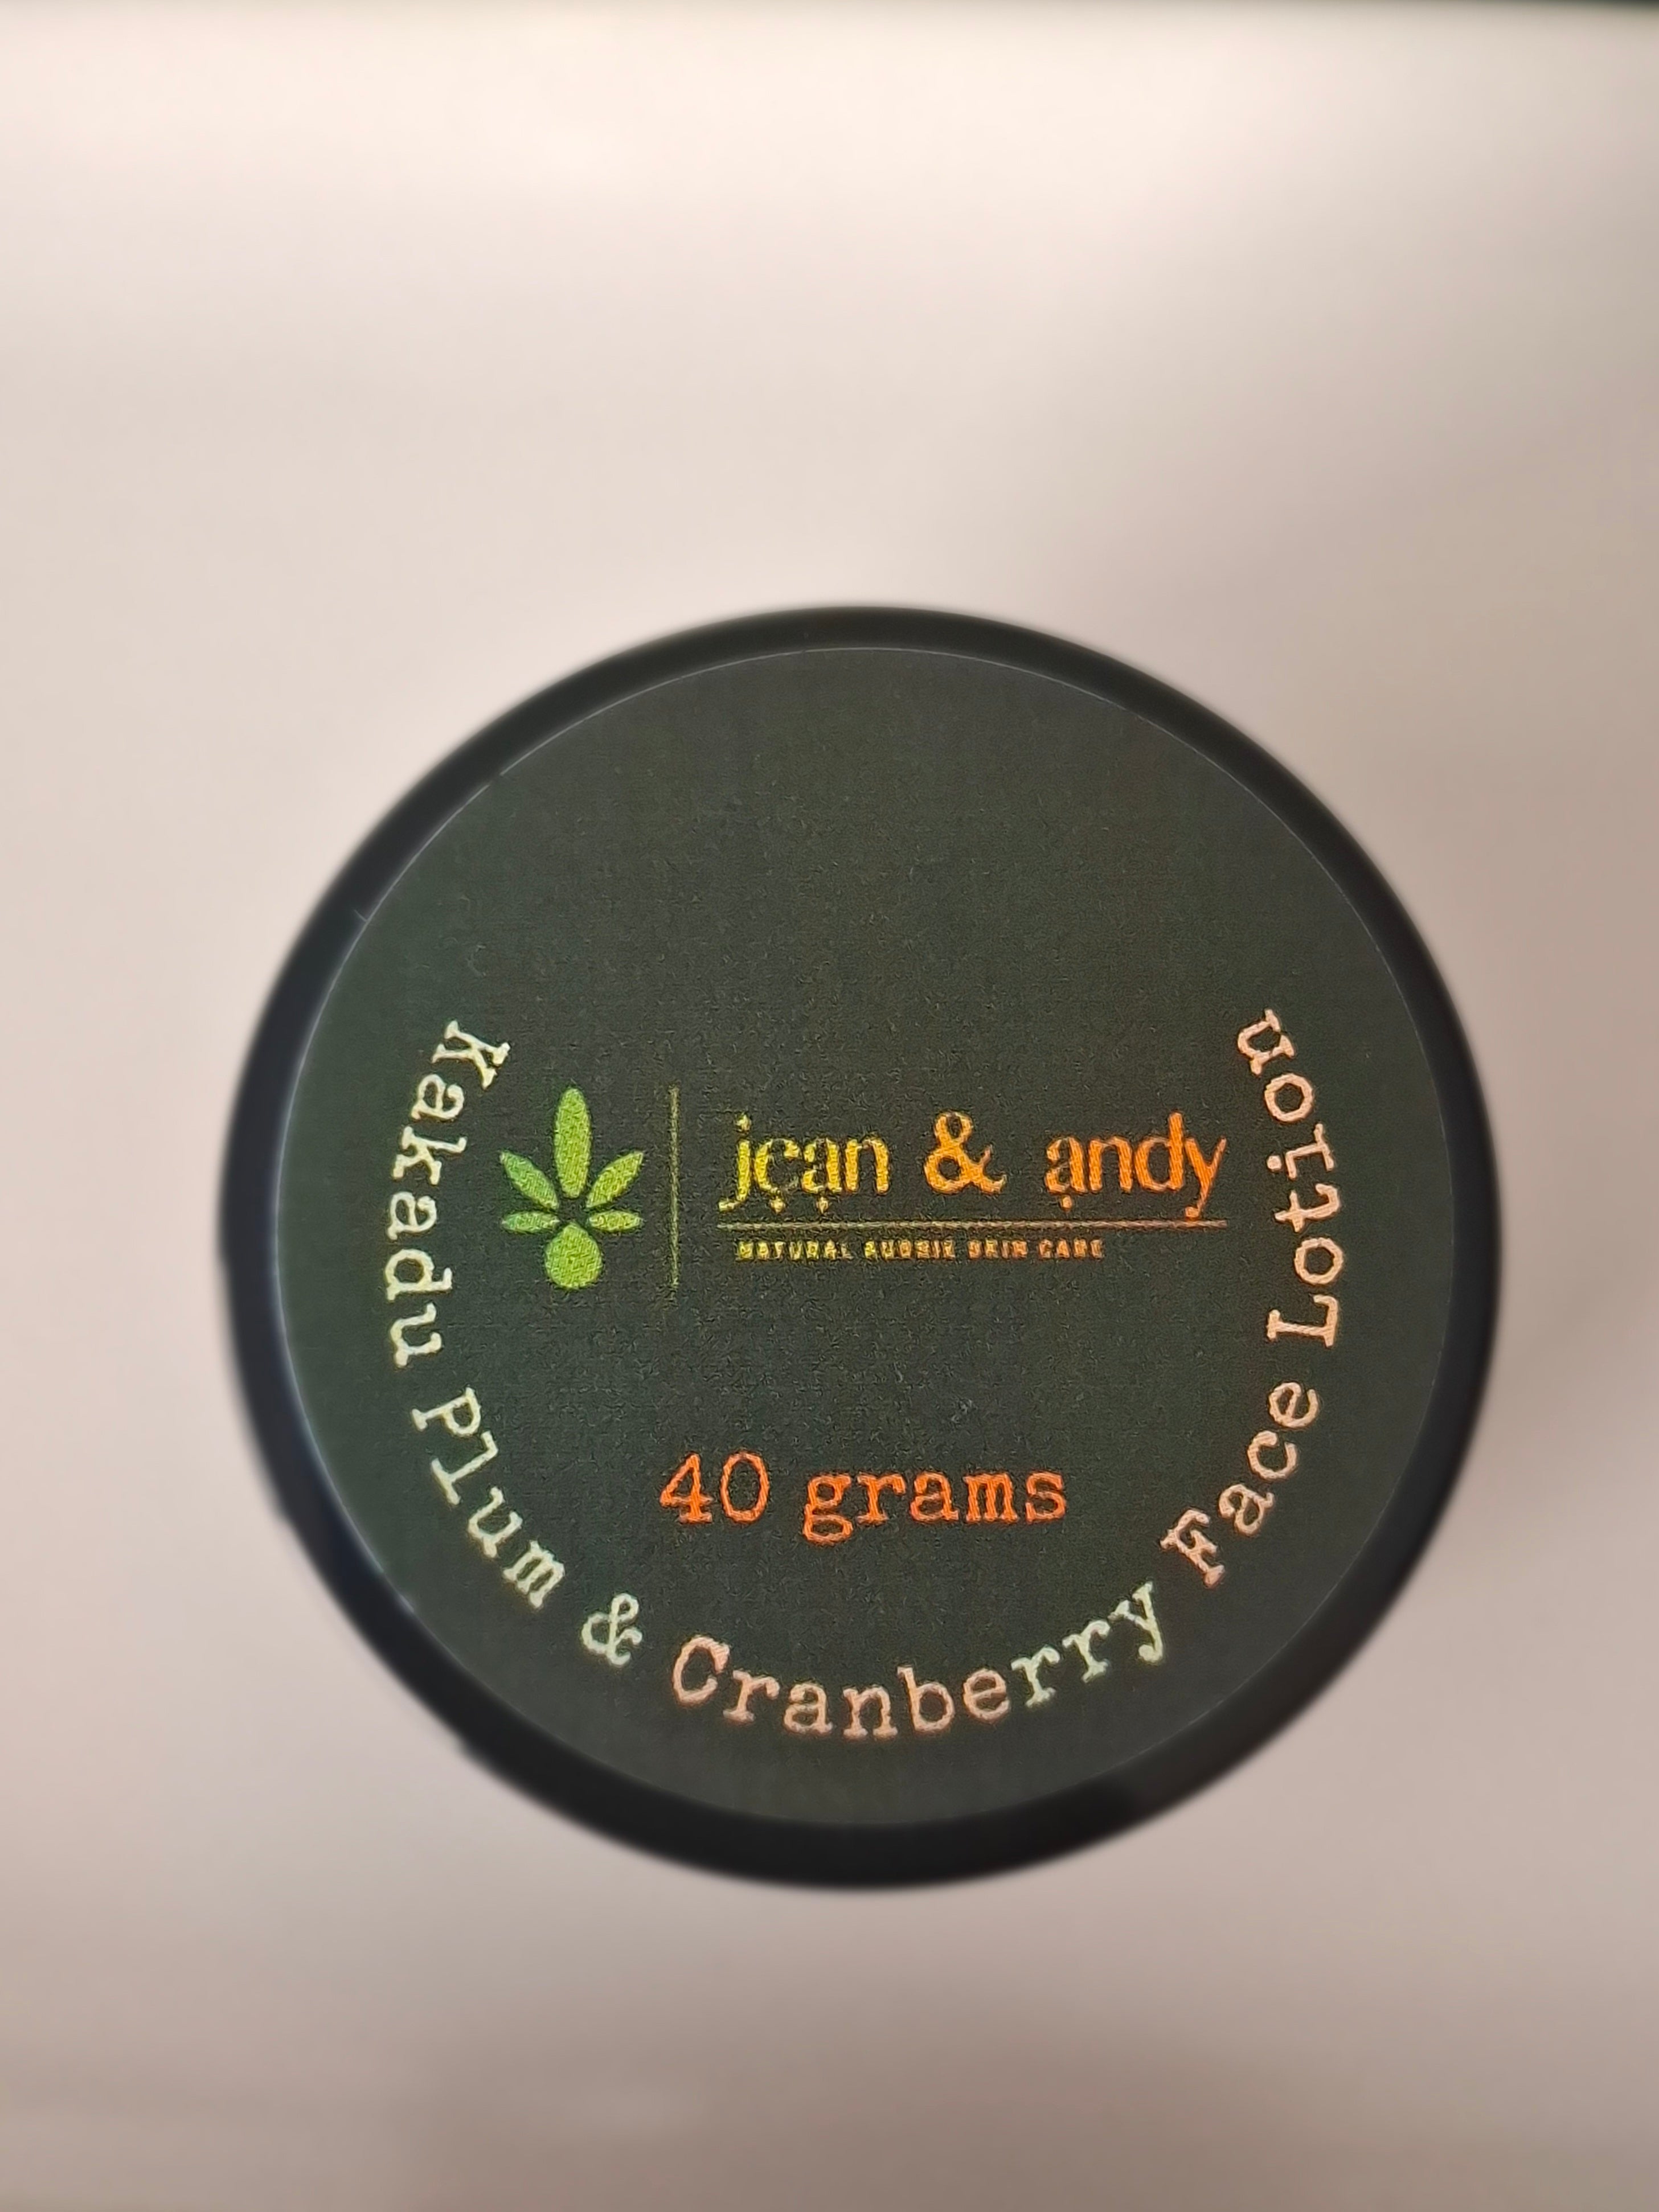 jean & andy
NATURAL AUSSIE SKIN CARE
40 grams
Kakadu Plum & Cranberry Face Lotion